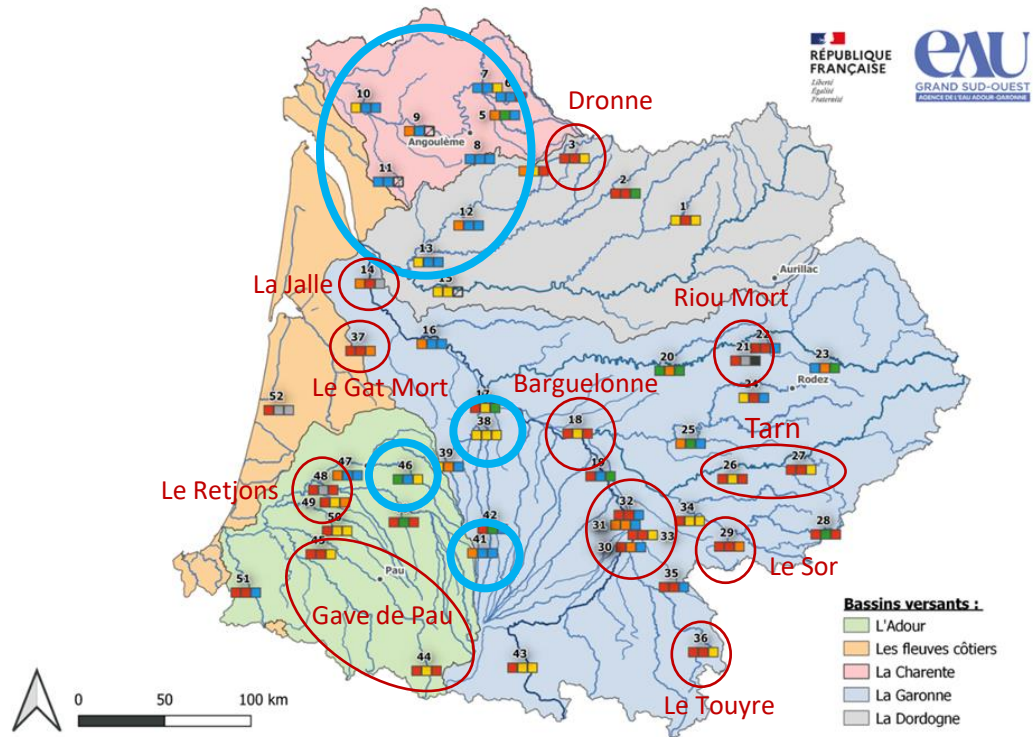 RÉPUBLIQUE
FRANÇAISE
Liberté
Égalité
Fraternité
eAU
GRAND SUD-OUEST
AGENCE DE L'EAU ADOUR-GARONNE
7
6
10
Dronne
5
9
Angoulême
3
8
11
2
12
1
13
Aurillac
14
15
La Jalle
Riou Mort
16
22
37
21
20
23
Le Gat Mort
Barguelonne
Rodez
24
52
17
38
18
25
Tarn
39
46
47
19
26
27
Le Retjons
48
49
32
42
31
34
28
50
33
29
41
30
45
Le Sor
Pau
35
51
Gave de Pau
36
44
43
Le Touyre
0
50
100 km
Bassins versants :
L'Adour
Les fleuves côtiers
La Charente
La Garonne
La Dordogne